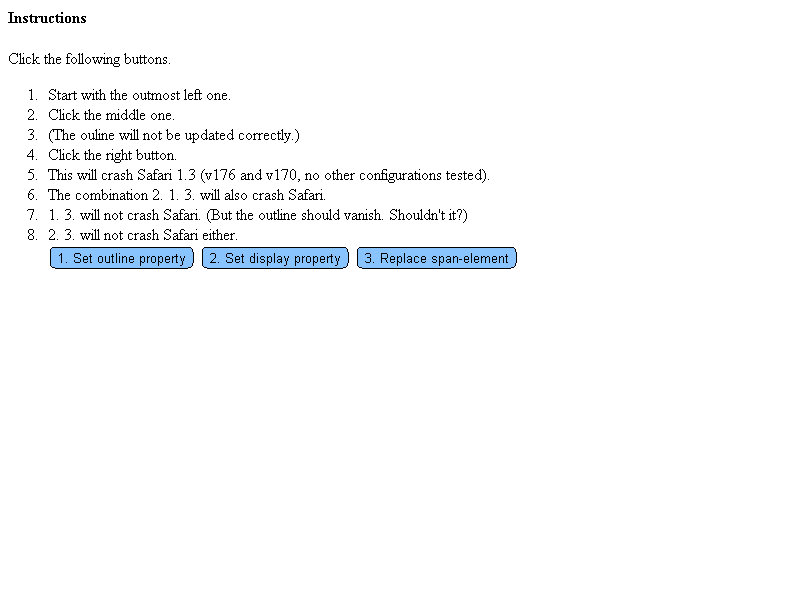 Instructions
Click the following buttons.
1. Start with the outmost left one.
2. Click the middle one.
3. (The ouline will not be updated correctly.)
4. Click the right button.
5. This will crash Safari 1.3 (v176 and v170, no other configurations tested).
6. The combination 2. 1. 3. will also crash Safari.
7. 1. 3. will not crash Safari. (But the outline should vanish. Shouldn't it?)
8. 2. 3. will not crash Safari either.
1. Set outline property 2. Set display property 3. Replace span-element